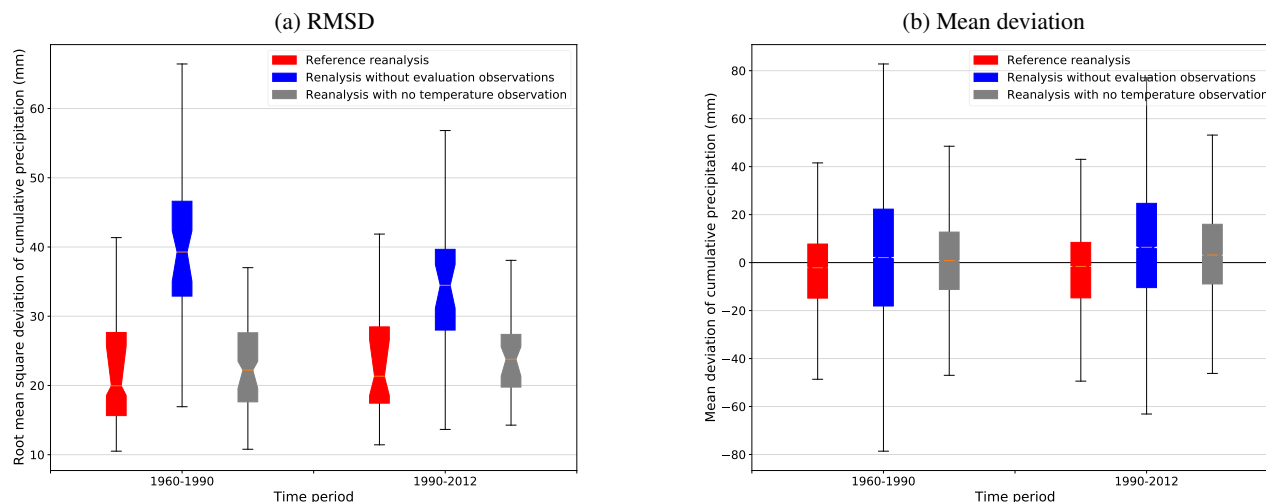 (a) RMSD
Root mean square deviation of cumulative precipitation (mm)
60
50
40
30
20
10
Reference reanalysis
Renalysis without evaluation observations
Reanalysis with no temperature observation
1960-1990
1990-2012
Time period
(b) Mean deviation
Mean deviation of cumulative precipitation (mm)
80
60
40
20
0
−20
−40
−60
−80
Reference reanalysis
Renalysis without evaluation observations
Reanalysis with no temperature observation
1960-1990
1990-2012
Time period